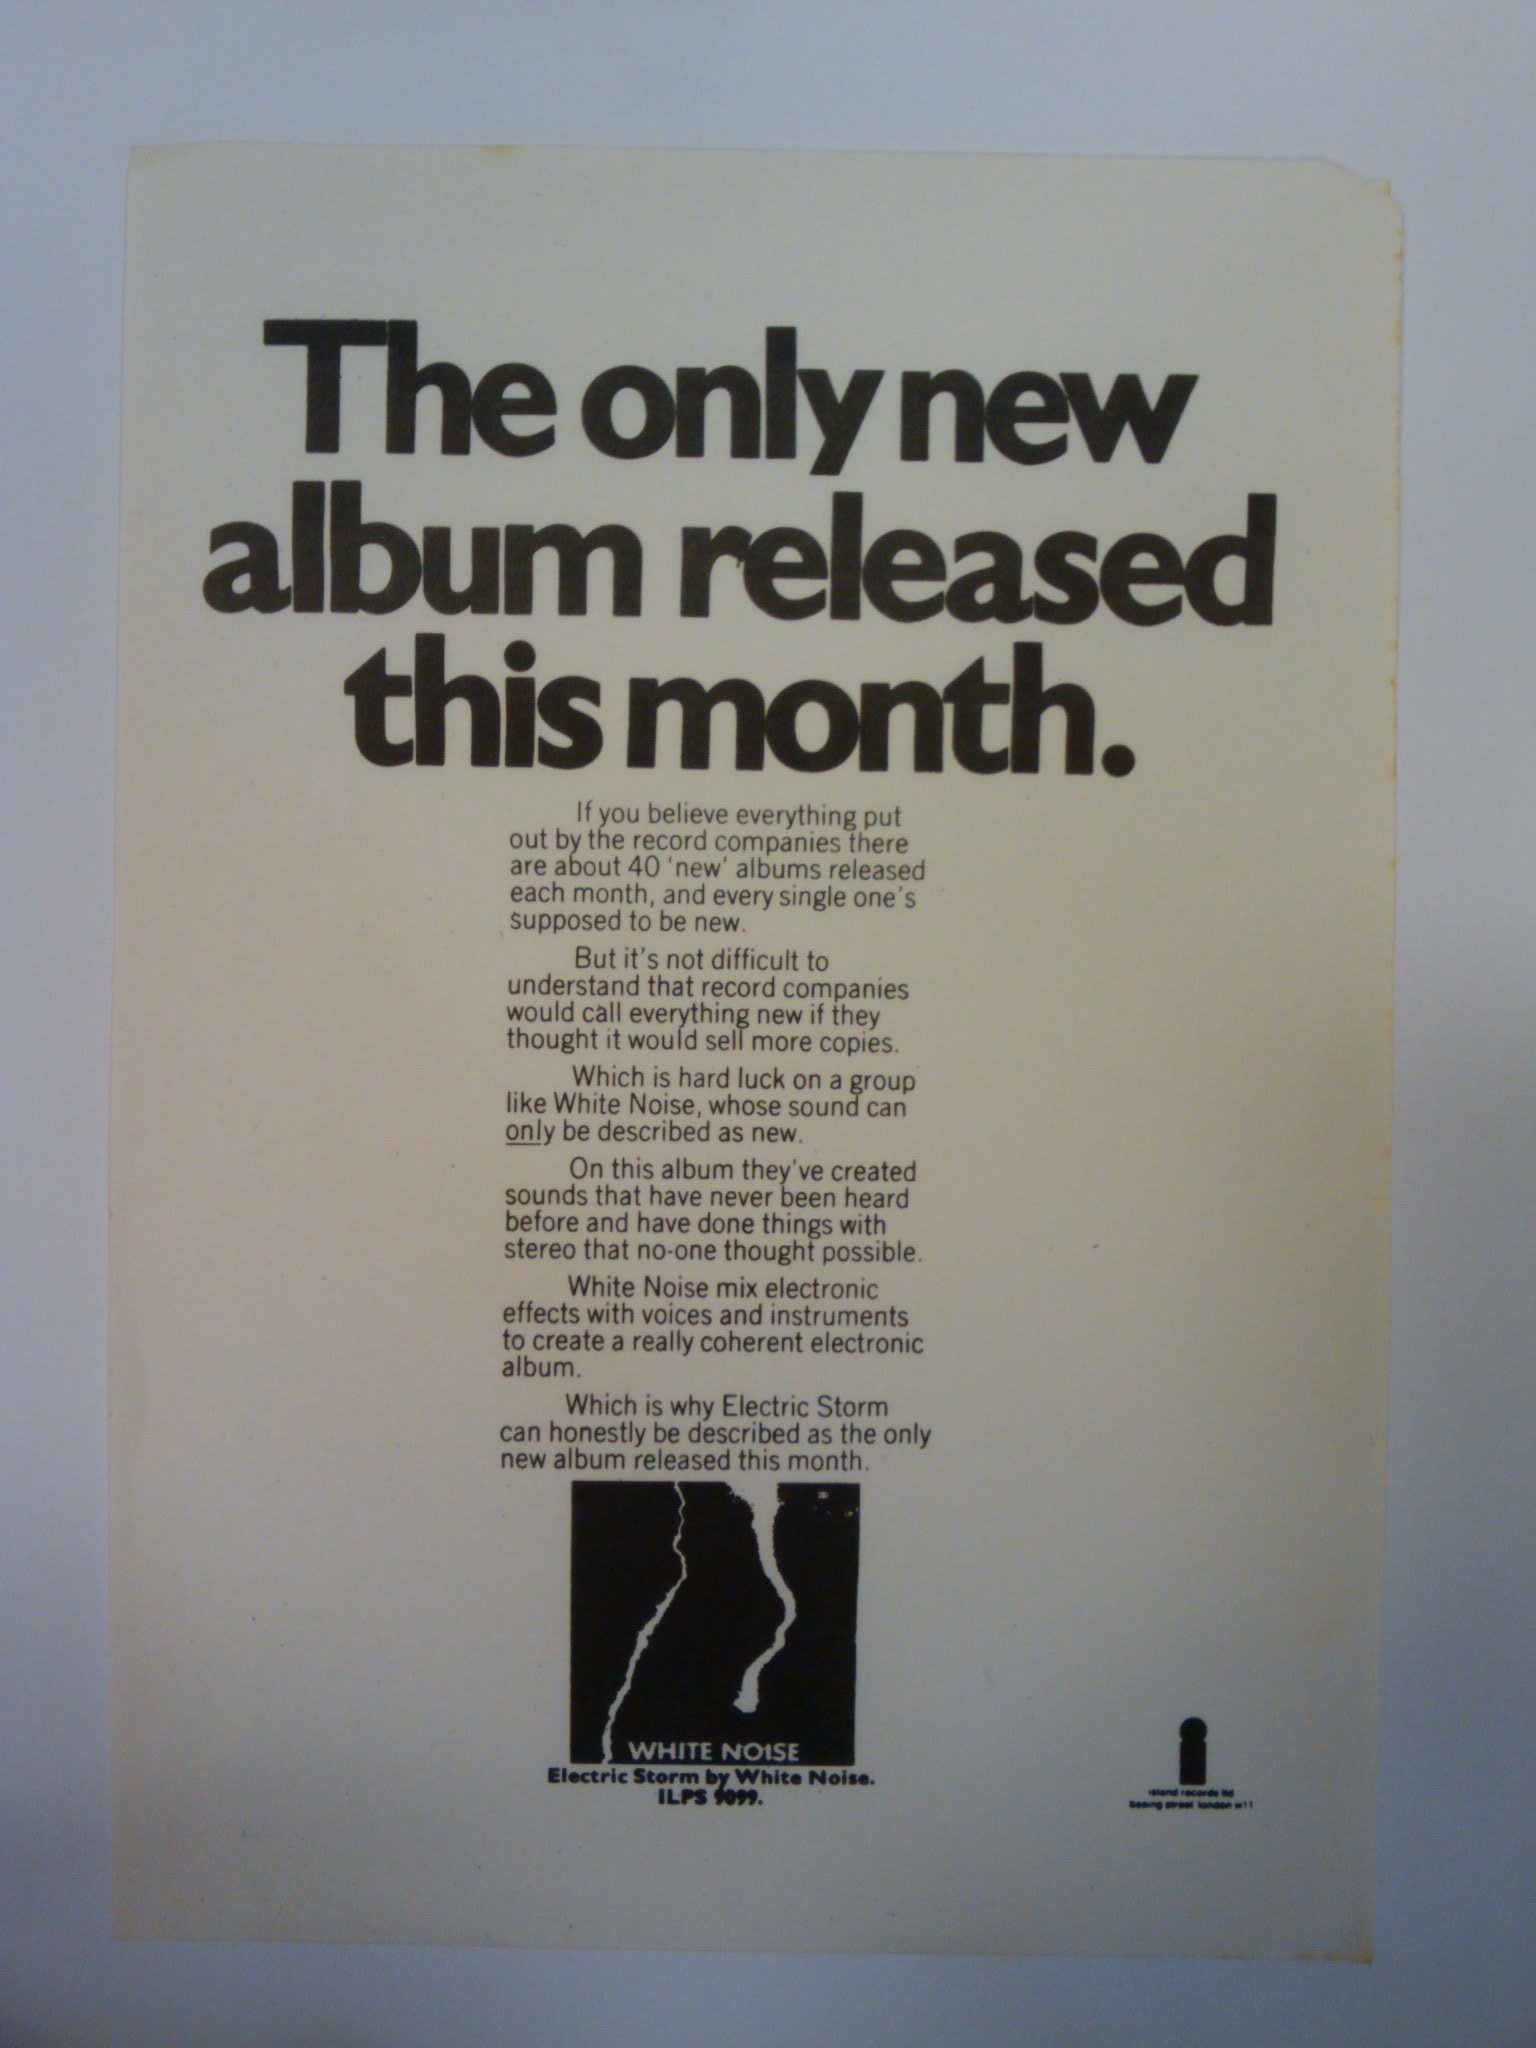 The only new
album released
this month.
If you believe everything put
out by the record companies there
are about 40 'new' albums released
each month, and every single one's
supposed to be new.
But it's not difficult to
understand that record companies
would call everything new if they
thought it would sell more copies.
Which is hard luck on a group
like White Noise, whose sound can
only be described as new.
On this album they've created
sounds that have never been heard
before and have done things with
stereo that no-one thought possible.
White Noise mix electronic
effects with voices and instruments
to create a really coherent electronic
album.
Which is why Electric Storm
can honestly be described as the only
new album released this month.
WHITE NOISE
Electric Storm by White Noise.
ILPS 9099.
island records ltd
basing street london w11